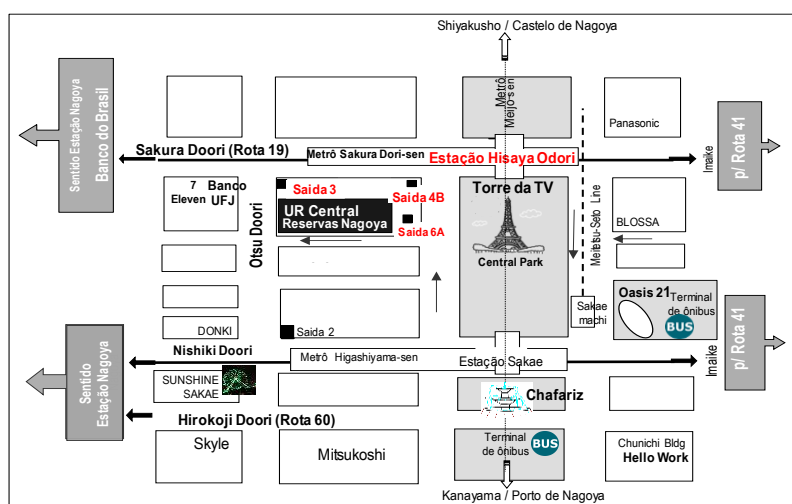 Shiyakusho / Castelo de Nagoya
Sentido Estação Nagoya
Banco do Brasil
Metrô
Meijo-sen
Panasonic
Imaike
p/ Rota 41
Sakura Doori (Rota 19)
Metrô Sakura Dori-sen
Estação Hisaya Odori
7
Eleven
Banco
UFJ
Otsu Doori
Saida 3
Saida 4B
UR Central
Reservas Nagoya
Saida 6A
Torre da TV
Central Park
Meitetsu-Seto Line
BLOSSA
Sakae
machi
Oasis 21
Terminal
de ônibus
BUS
DONKI
Saida 2
Nishiki Doori
Metrô Higashiyama-sen
Estação Sakae
Imaike
p/ Rota 41
Sentido
Estação Nagoya
SUNSHINE
SAKAE
Chafariz
Hirokoji Doori (Rota 60)
Skyle
Mitsukoshi
Terminal
de ônibus
BUS
Chunichi Bldg
Hello Work
Kanayama / Porto de Nagoya